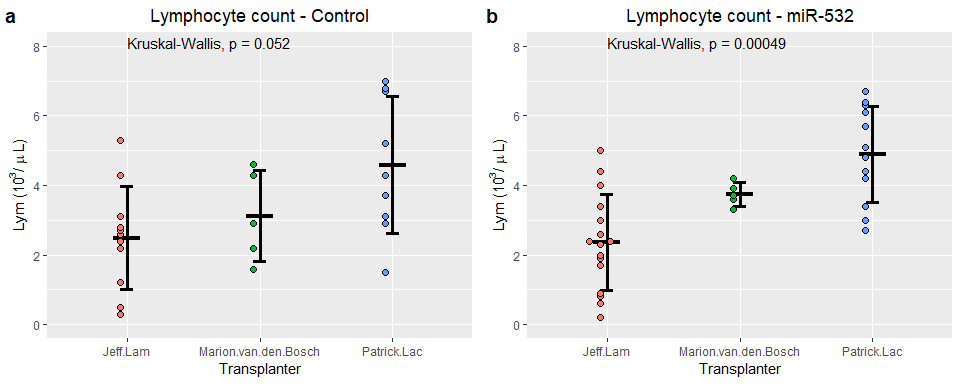 a
Lymphocyte count - Control
Kruskal-Wallis, p = 0.052
8
6
4
2
0
Lym (10³/ μ L)
Jeff.Lam Marion.van.den.Bosch Patrick.Lac
Transplanter
b
Lymphocyte count - miR-532
Kruskal-Wallis, p = 0.00049
8
6
4
2
0
Lym (10³/ μ L)
Jeff.Lam Marion.van.den.Bosch Patrick.Lac
Transplanter